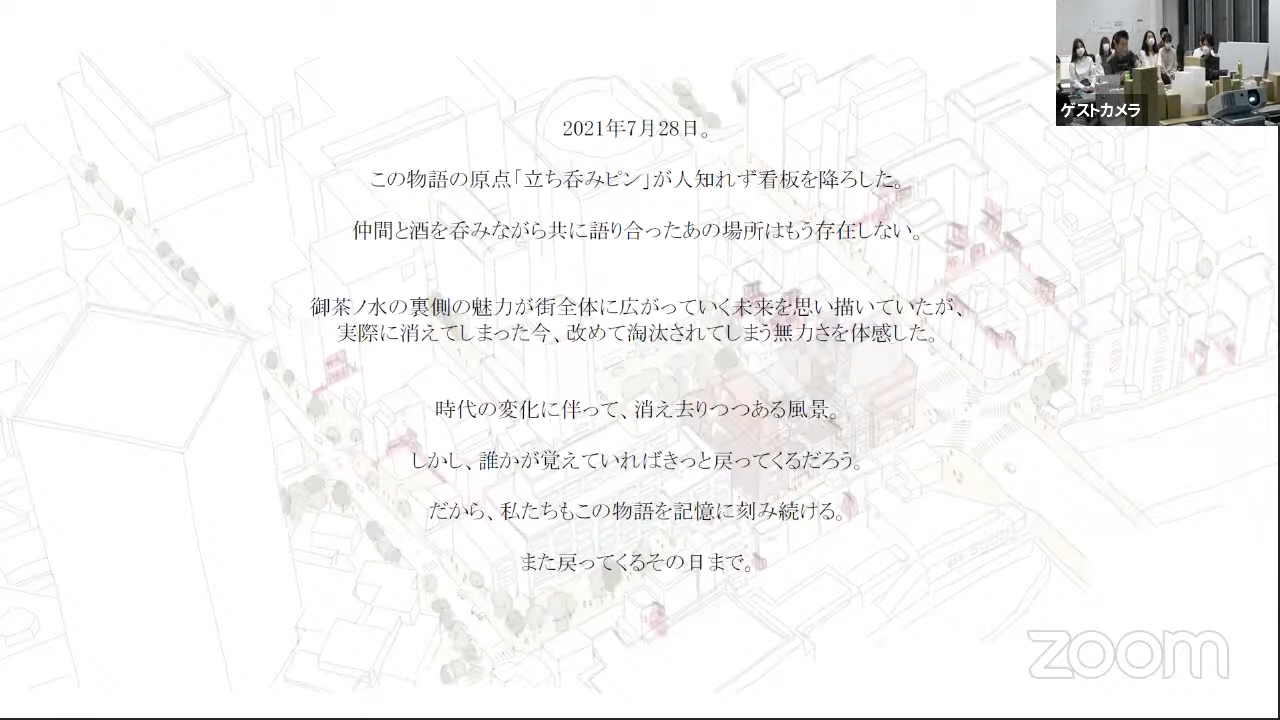 2021年7月28日。
この物語の原点「立ち呑みピン」が人知れず看板を降ろした。
仲間と酒を呑みながら共に語り合ったあの場所はもう存在しない。
御茶ノ水の裏側の魅力が街全体に広がっていく未来を思い描いていたが、
実際に消えてしまった今、改めて淘汰されてしまう無力さを体感した。
時代の変化に伴って、消え去りつつある風景。
しかし、誰かが覚えていればきっと戻ってくるだろう。
だから、私たちもこの物語を記憶に刻み続ける。
また戻ってくるその日まで。
ゲストカメラ
zoom